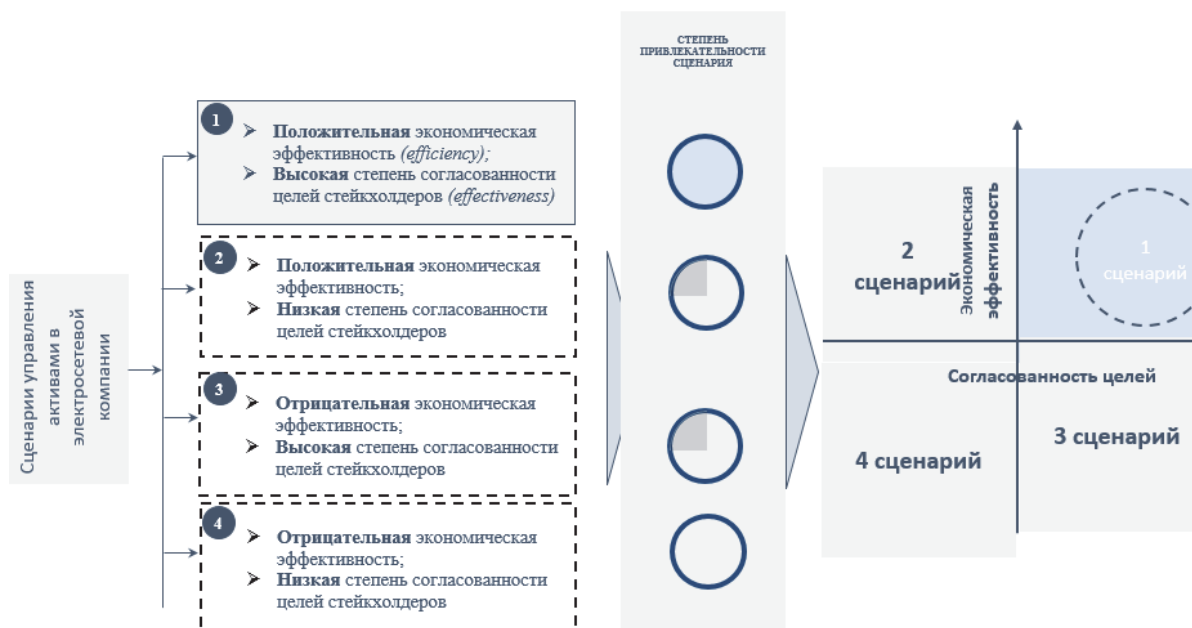 Сценарии управления
активами в
электросетевой
компании
1
➢ Положительная экономическая
эффективность (efficiency);
➢ Высокая степень согласованности
целей стейкхолдеров (effectiveness)
2
➢ Положительная экономическая
эффективность;
➢ Низкая степень согласованности
целей стейкхолдеров
3
➢ Отрицательная экономическая
эффективность;
➢ Высокая степень согласованности
целей стейкхолдеров
4
➢ Отрицательная экономическая
эффективность;
➢ Низкая степень согласованности
целей стейкхолдеров
СТЕПЕНЬ
ПРИВЛЕКАТЕЛЬНОСТИ
СЦЕНАРИЯ
2
сценарий
Экономическая
эффективность
1
сценарий
Согласованность целей
4 сценарий
3 сценарий